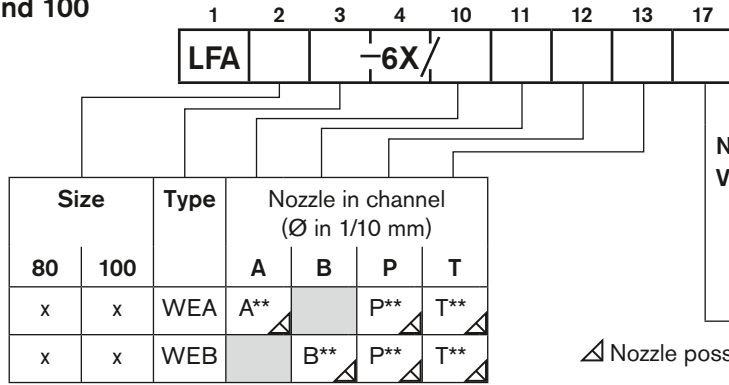 nd 100
1 2 3 4 10 11 12 13 17
LFA –6X/
N
V
Size Type Nozzle in channel
(Ø in 1/10 mm)
80 100 A B P T
x x WEA A** P** T**
x x WEB B** P** T**
Nozzle poss